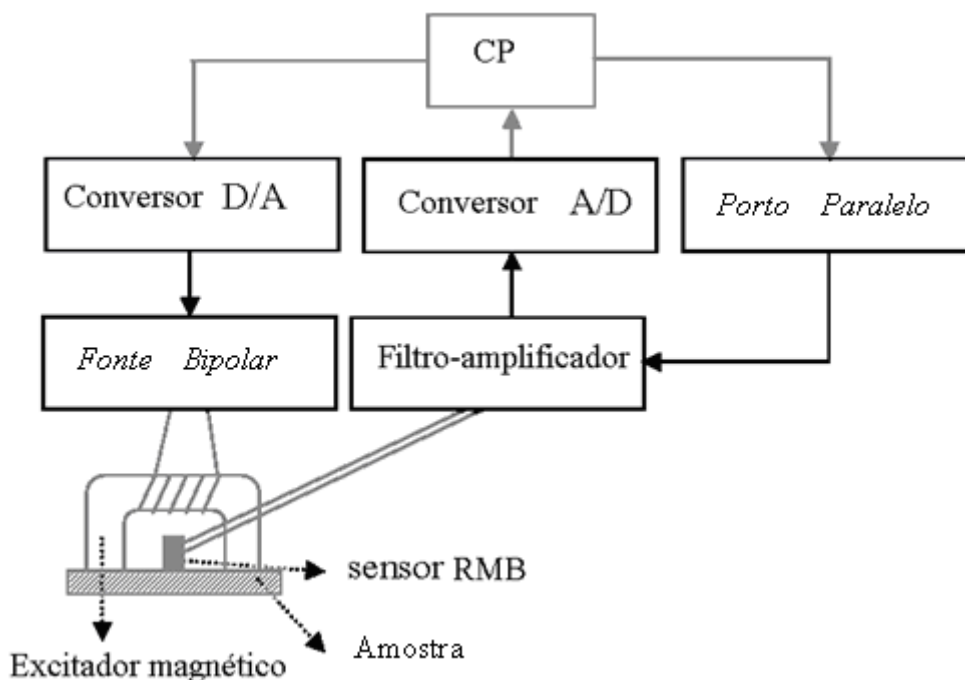 CP
Conversor D/A
Conversor A/D
Porto Paralelo
Fonte Bipolar
Filtro-amplificador
sensor RMB
Amostra
Excitador magnético